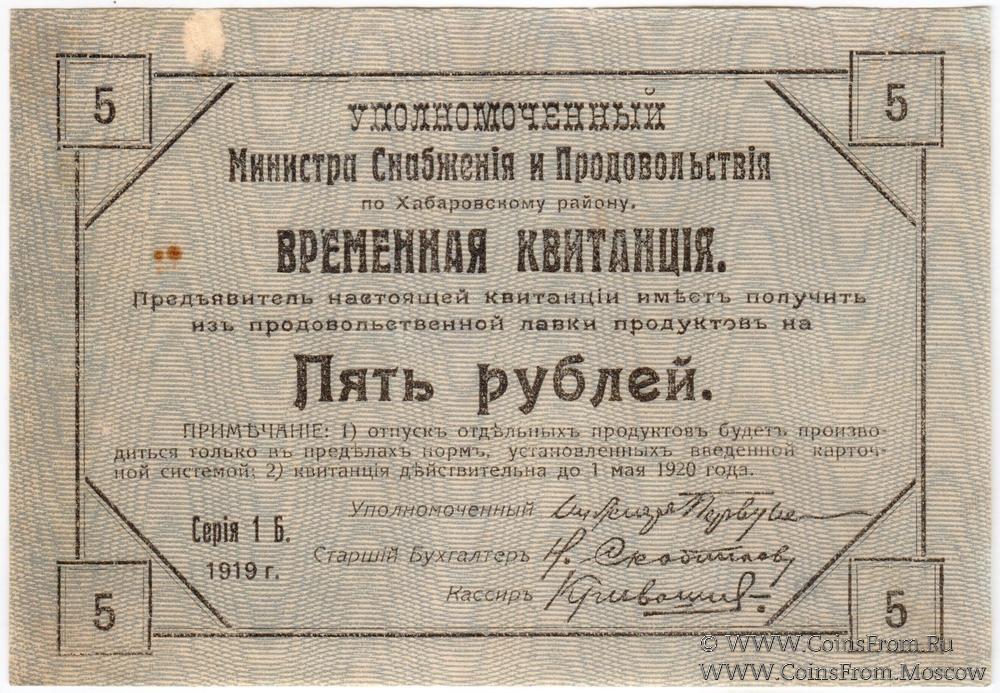 5 5
УПОЛНОМОЧЕННЫЙ
Министра Снабженія и Продовольствія
по Хабаровскому району.
ВРЕМЕННАЯ КВИТАНЦІЯ.
Предъявитель настоящей квитанціи имѣетъ получить
изъ продовольственной лавки продуктовъ на
Пять рублей.
ПРИМѢЧАНІЕ: 1) отпускъ отдѣльныхъ продуктовъ будетъ произво-
диться только въ предѣлахъ нормъ, установленныхъ введенной карточ-
ной системой; 2) квитанція дѣйствительна до 1 мая 1920 года.
Уполномоченный
Серія 1 Б.
Старшій Бухгалтеръ Н.
1919 г.
Кассиръ
5 5
© WWW.CoinsFrom.Ru
WWW.CoinsFrom.Moscow